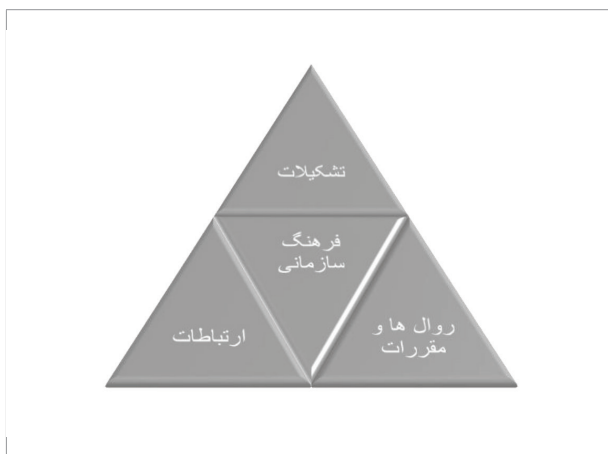 تشکیلات
فرهنگ
سازمانی
روال ها و
مقررات
ارتباطات